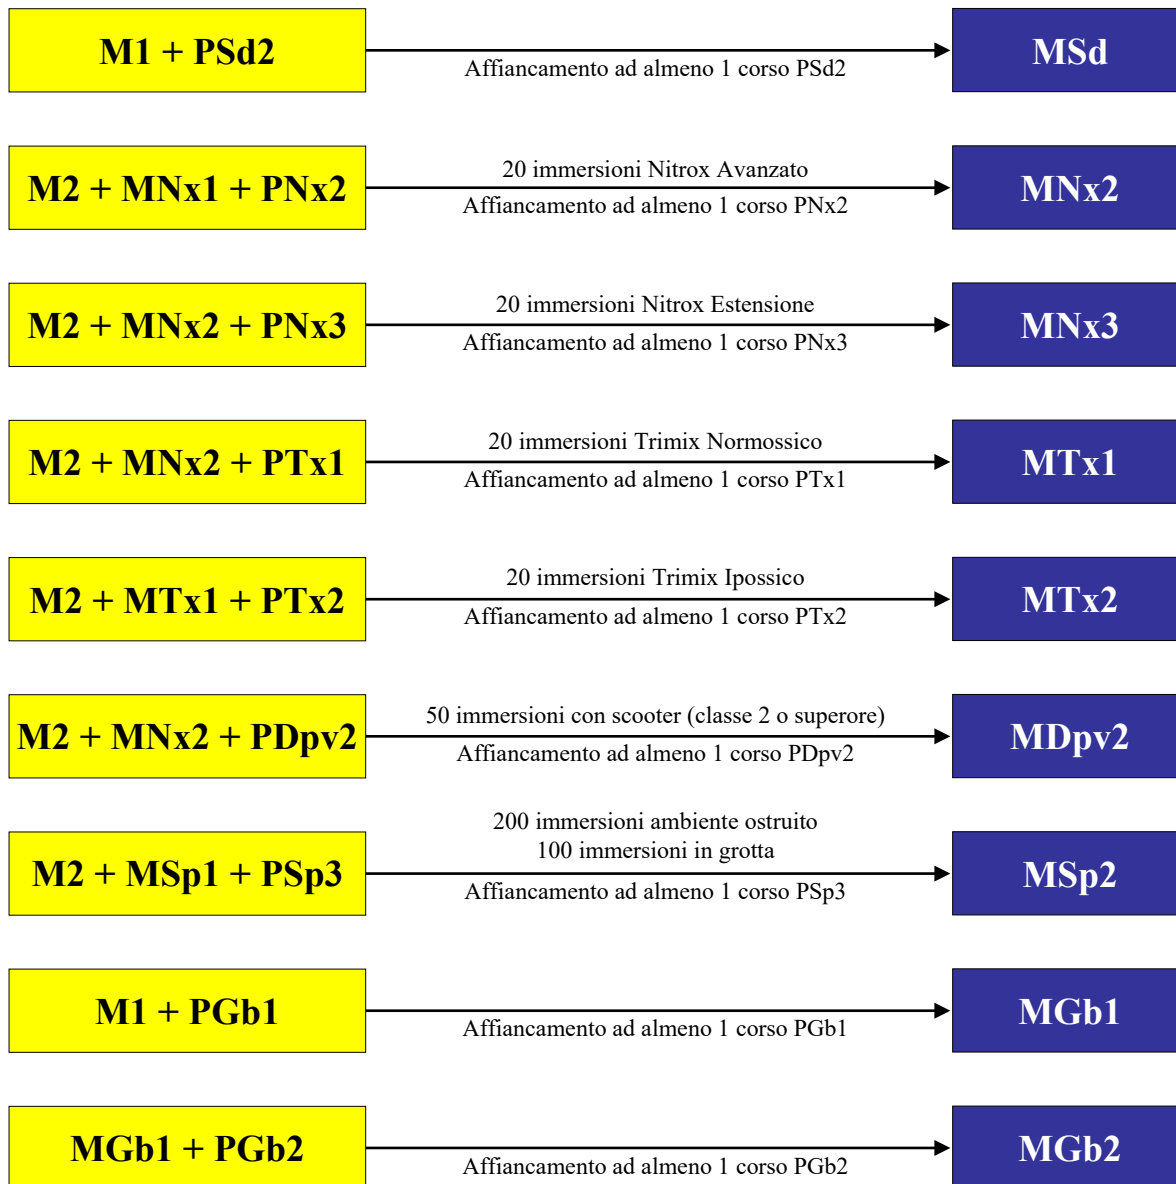 M1 + PSd2
Affiancamento ad almeno 1 corso PSd2
MSd
M2 + MNx1 + PNx2
20 immersioni Nitrox Avanzato
Affiancamento ad almeno 1 corso PNx2
MNx2
M2 + MNx2 + PNx3
20 immersioni Nitrox Estensione
Affiancamento ad almeno 1 corso PNx3
MNx3
M2 + MNx2 + PTx1
20 immersioni Trimix Normossico
Affiancamento ad almeno 1 corso PTx1
MTx1
M2 + MTx1 + PTx2
20 immersioni Trimix Ipossico
Affiancamento ad almeno 1 corso PTx2
MTx2
M2 + MNx2 + PDpv2
50 immersioni con scooter (classe 2 o superore)
Affiancamento ad almeno 1 corso PDpv2
MDpv2
M2 + MSp1 + PSp3
200 immersioni ambiente ostruito
100 immersioni in grotta
Affiancamento ad almeno 1 corso PSp3
MSp2
M1 + PGb1
Affiancamento ad almeno 1 corso PGb1
MGb1
MGb1 + PGb2
Affiancamento ad almeno 1 corso PGb2
MGb2